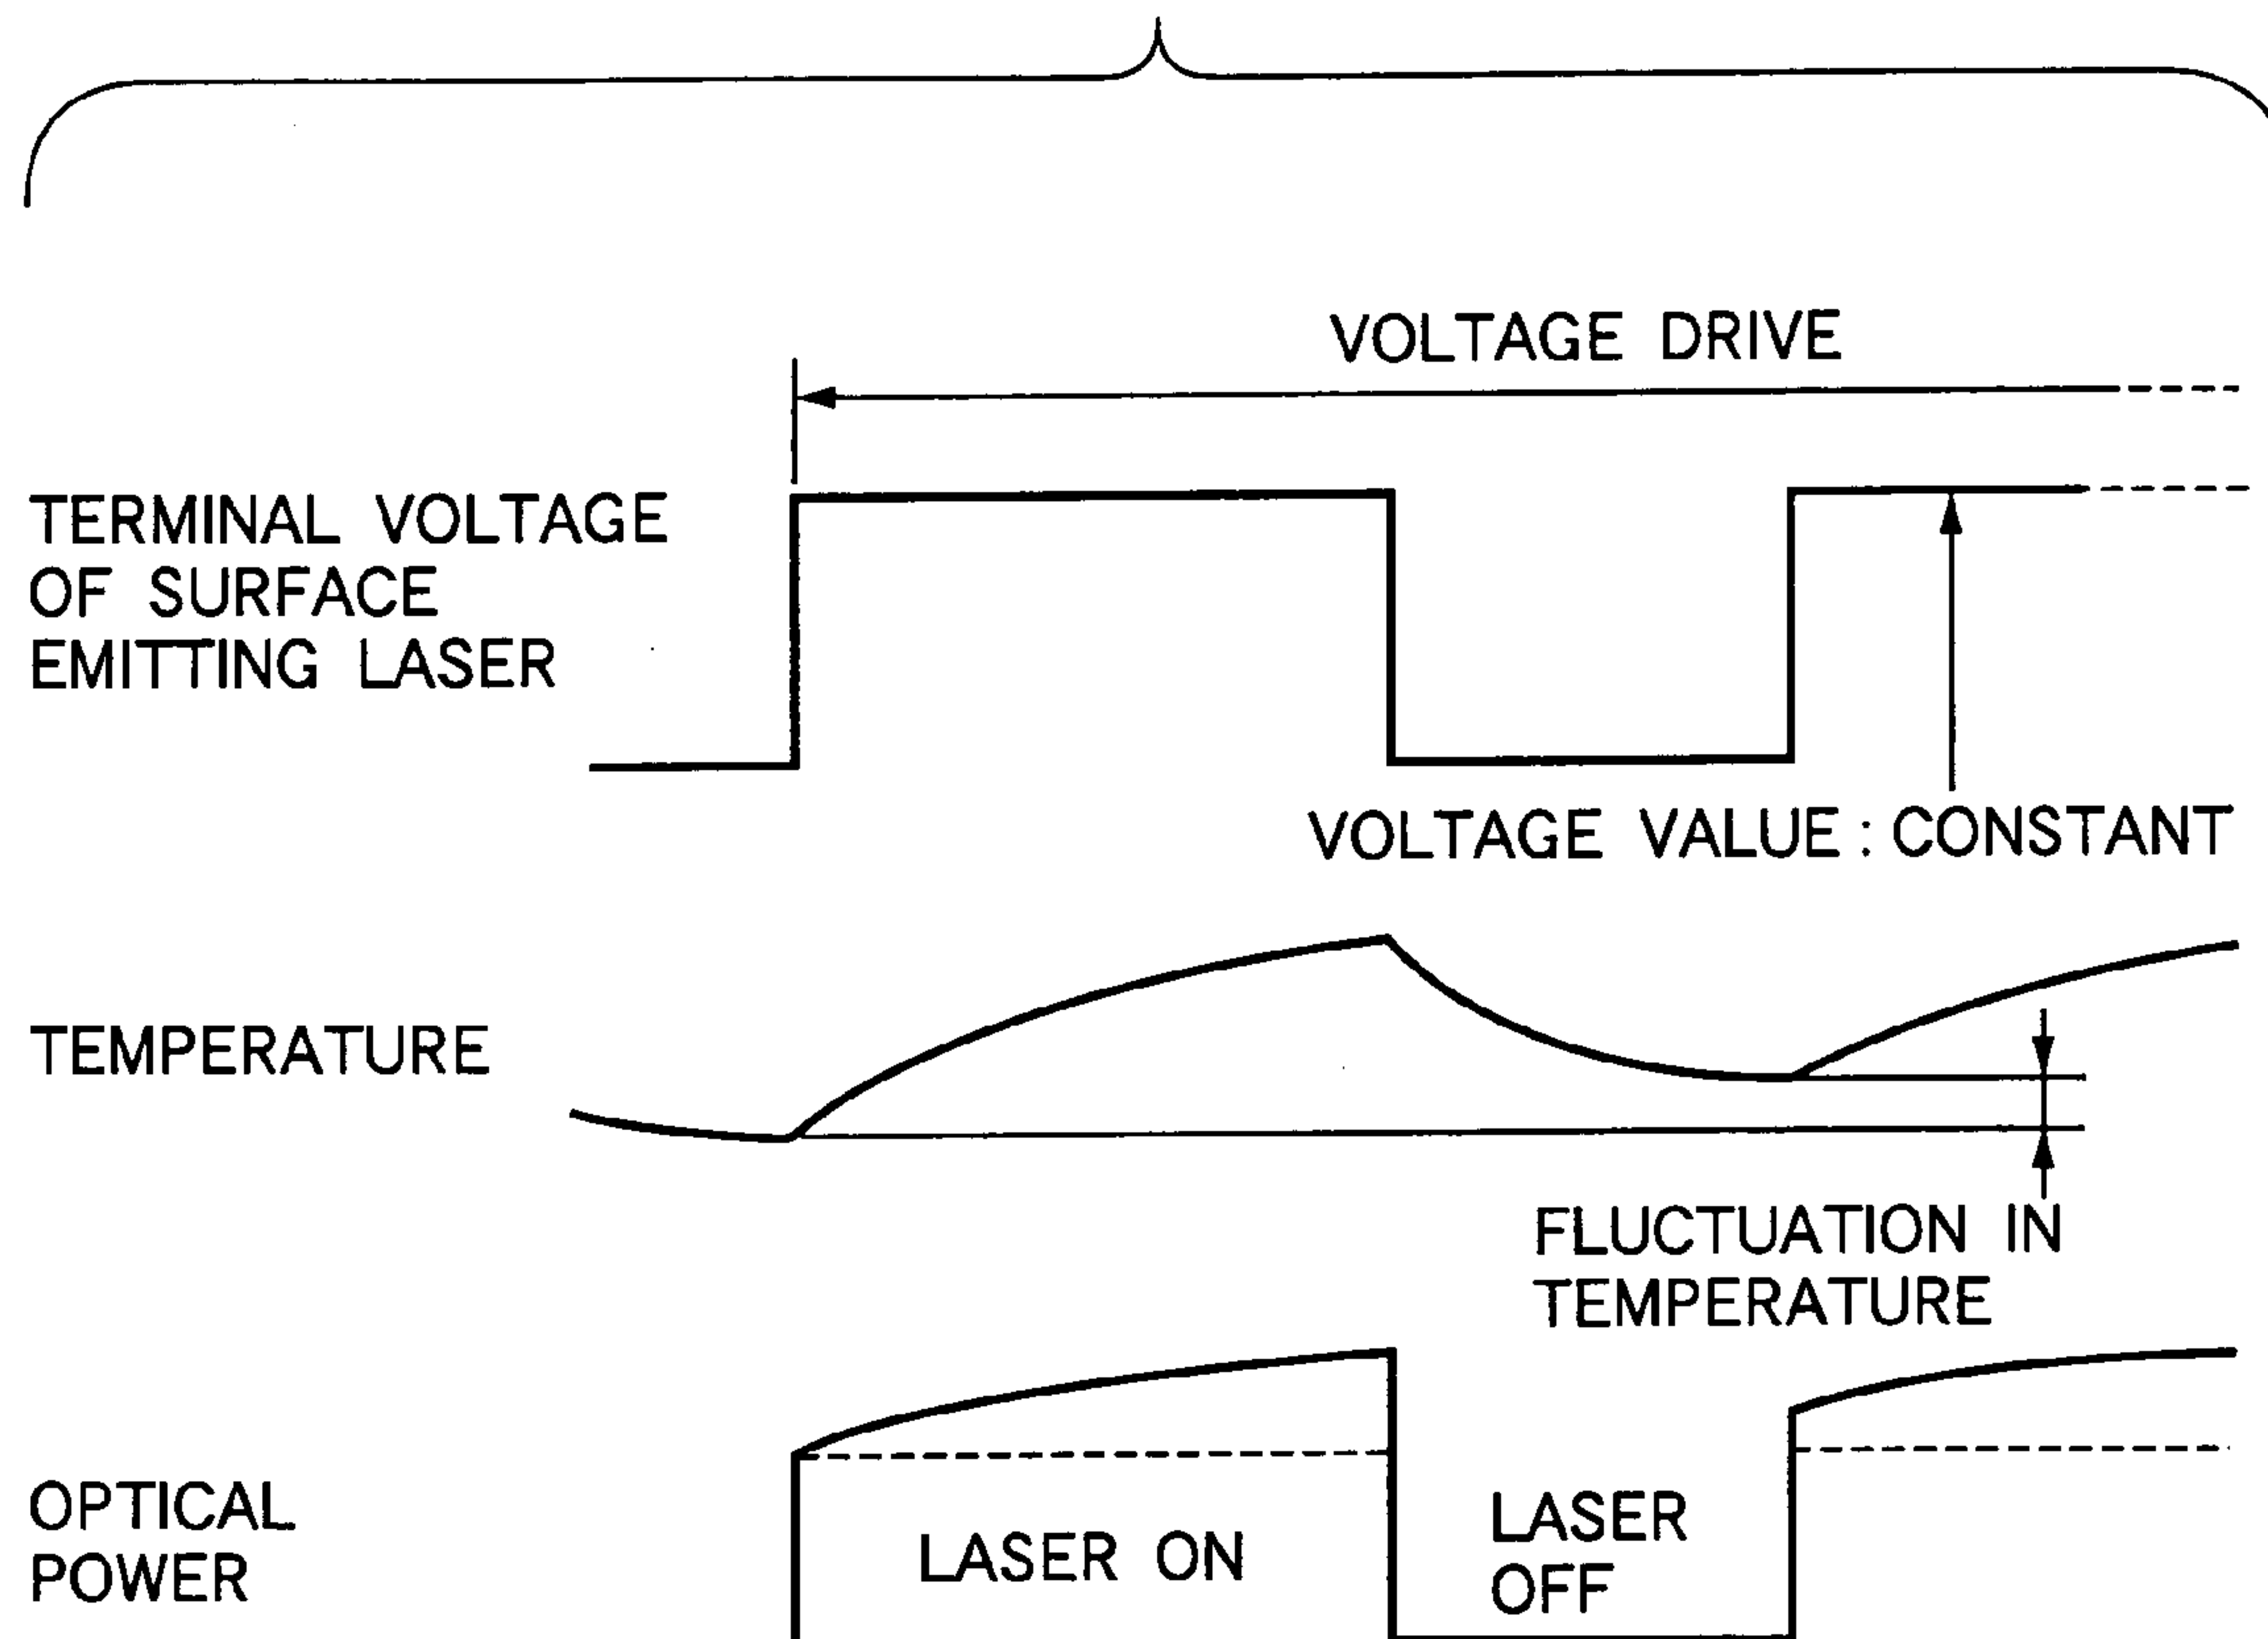 VOLTAGE DRIVE
TERMINAL VOLTAGE
OF SURFACE
EMITTING LASER
VOLTAGE VALUE : CONSTANT
TEMPERATURE
FLUCTUATION IN
TEMPERATURE
OPTICAL
POWER
LASER ON
LASER
OFF